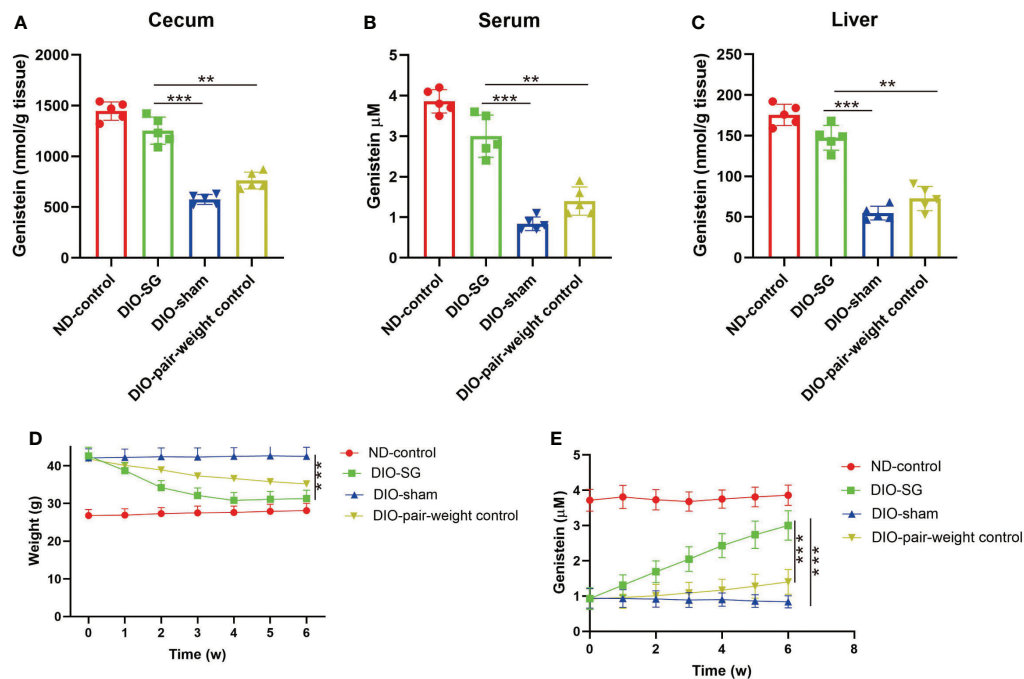 A
Cecum
Genistein (nmol/g tissue)
2000
1500
1000
500
0
***
**
ND-control
DIO-SG
DIO-sham
DIO-pair-weight control
B
Serum
Genistein μM
5
4
3
2
1
0
***
**
ND-control
DIO-SG
DIO-sham
DIO-pair-weight control
C
Liver
Genistein (nmol/g tissue)
250
200
150
100
50
0
***
**
ND-control
DIO-SG
DIO-sham
DIO-pair-weight control
D
Weight (g)
40
30
20
10
0
0 1 2 3 4 5 6
Time (w)
***
ND-control
DIO-SG
DIO-sham
DIO-pair-weight control
E
Genistein (μM)
5
4
3
2
1
0
0 2 4 6 8
Time (w)
***
***
ND-control
DIO-SG
DIO-sham
DIO-pair-weight control